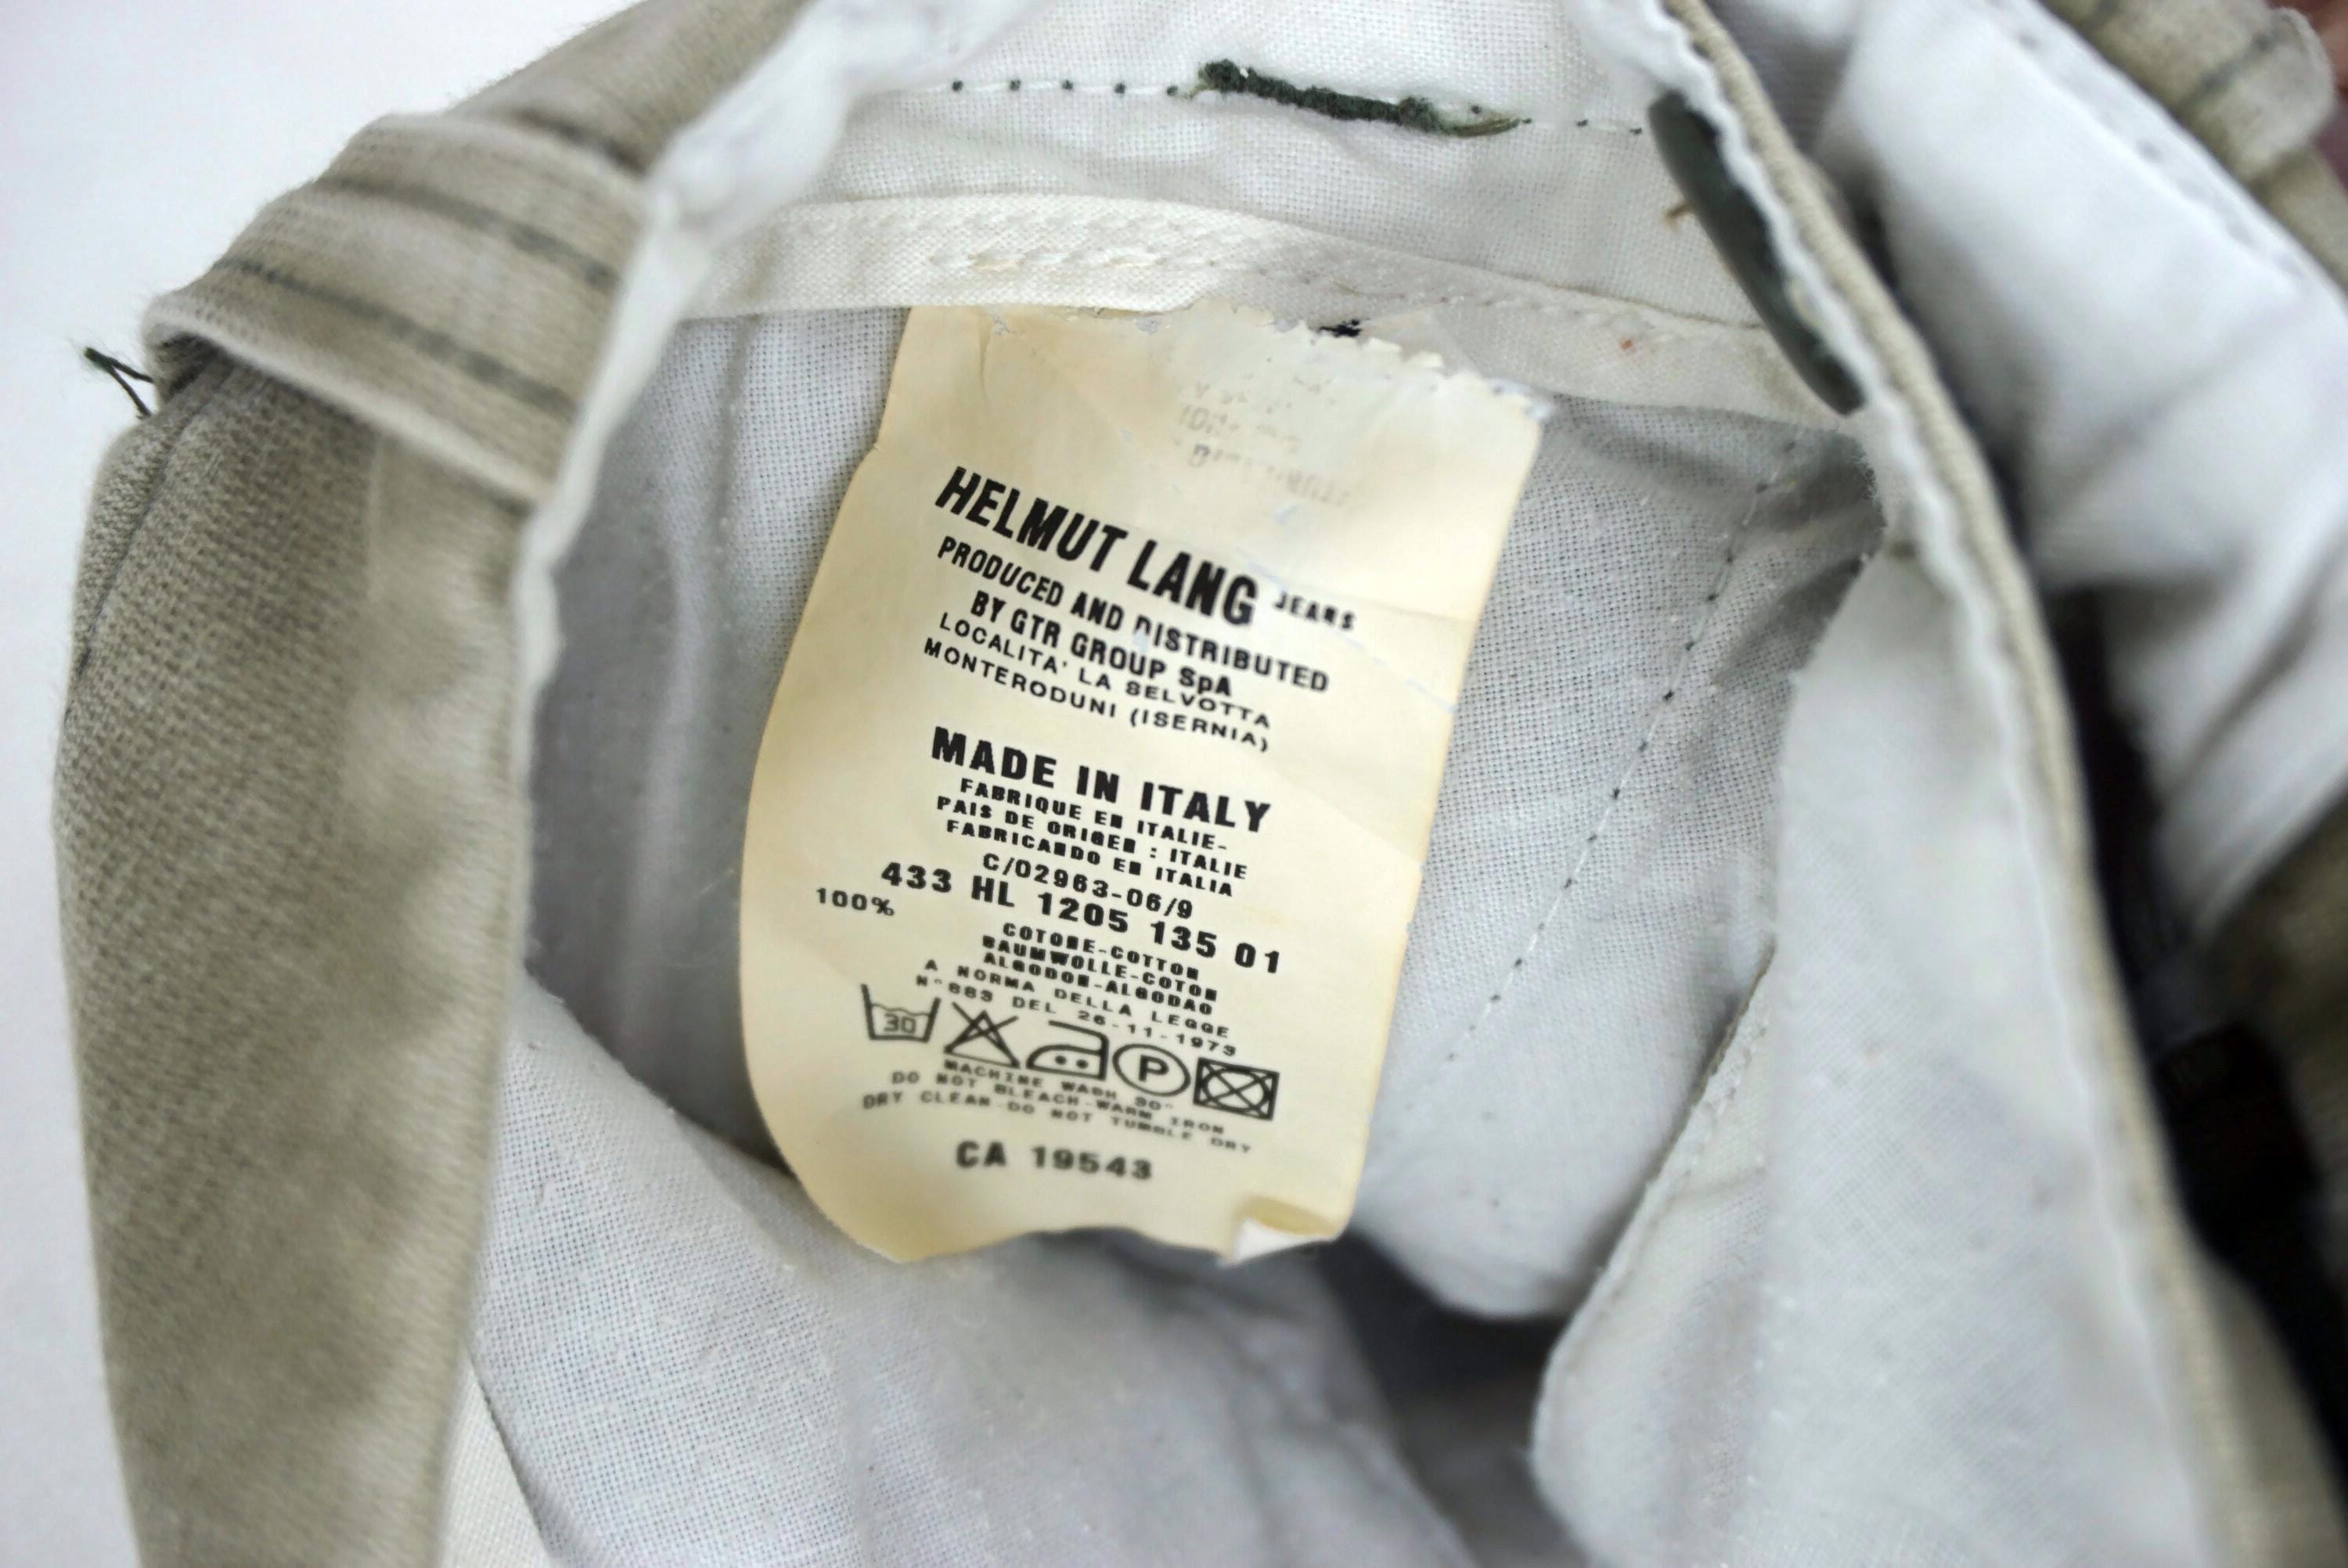 HELMUT LANG JEANS
PRODUCED AND DISTRIBUTED
BY GTR GROUP SpA
LOCALITA' LA SELVOTTA
MONTERODUNI (ISERNIA)
MADE IN ITALY
FABRIQUE EN ITALIE-
PAIS DE ORIGEN : ITALIE
FABRICANDO EN ITALIA
C/02963-06/9
433 HL 1205 135 01
100%
COTONE-COTTON
BAUMWOLLE-COTON
ALGODON-ALGODAO
A NORMA DELLA LEGGE
N°883 DEL 26-11-1973
30 P
MACHINE WASH 30°
DO NOT BLEACH-WARM IRON
DRY CLEAN-DO NOT TUMBLE DRY
CA 19543